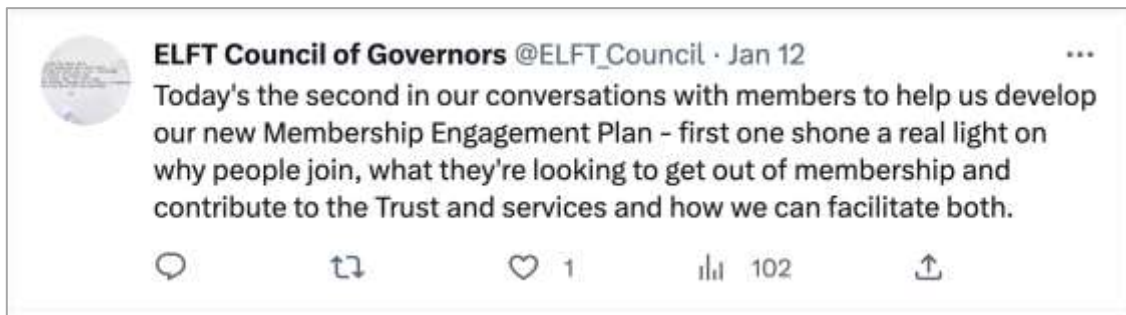 ELFT Council of Governors @ELFT_Council · Jan 12
Today's the second in our conversations with members to help us develop
our new Membership Engagement Plan - first one shone a real light on
why people join, what they're looking to get out of membership and
contribute to the Trust and services and how we can facilitate both.
1 102